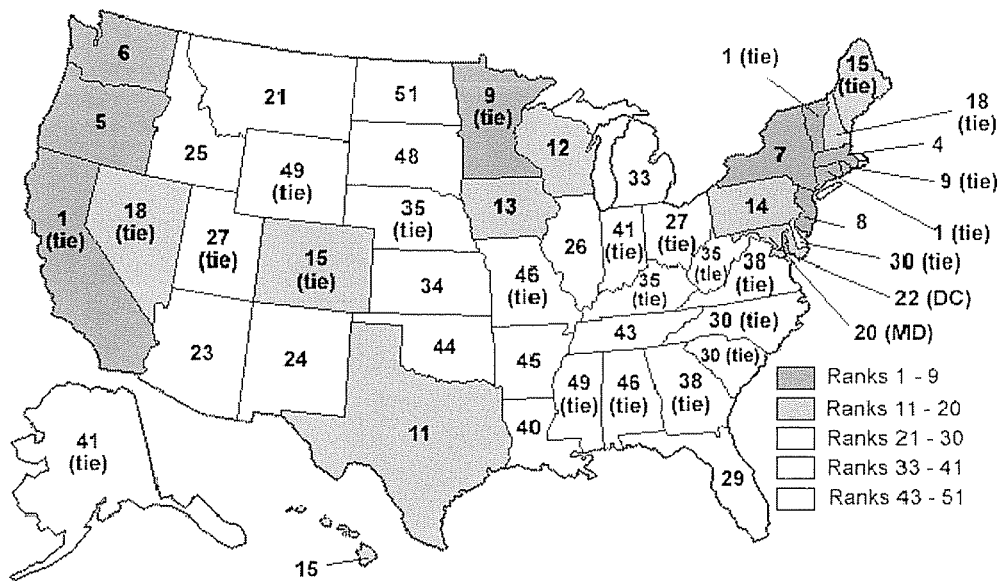 6
5
1
(tie)
18
(tie)
25
21
49
(tie)
27
(tie)
15
(tie)
23
24
51
48
35
(tie)
34
44
11
9
(tie)
13
46
(tie)
45
40
12
26
33
41
(tie)
27
(tie)
35
(tie)
35
(tie)
38
(tie)
43
30 (tie)
30 (tie)
49
(tie)
46
(tie)
38
(tie)
29
14
7
1 (tie)
15
(tie)
18
(tie)
4
9 (tie)
1 (tie)
8
30 (tie)
22 (DC)
20 (MD)
41
(tie)
15
Ranks 1 - 9
Ranks 11 - 20
Ranks 21 - 30
Ranks 33 - 41
Ranks 43 - 51